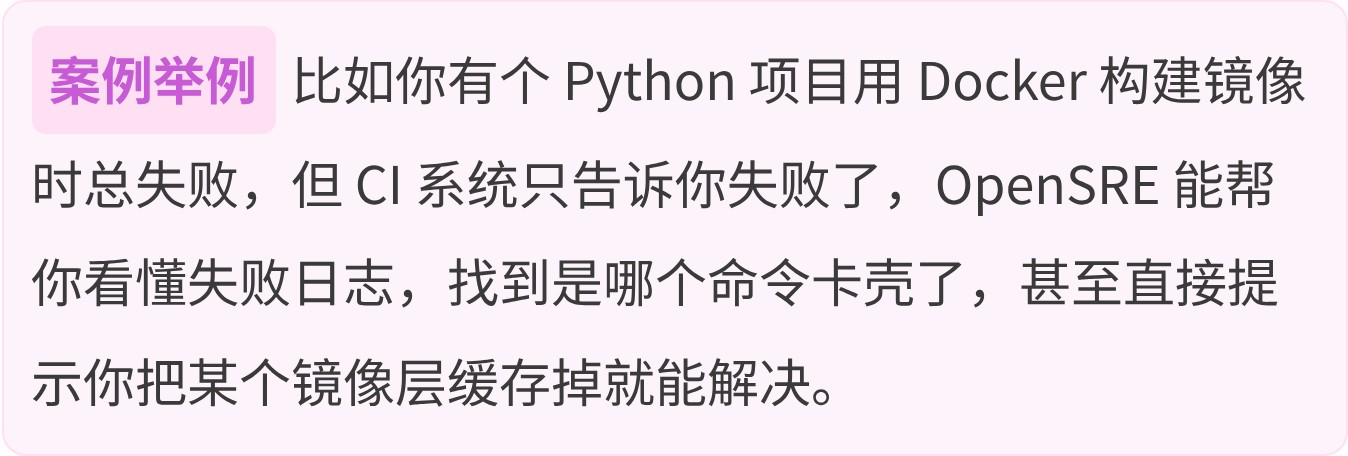 案例举例 比如你有个 Python 项目用 Docker 构建镜像
时总失败，但 CI 系统只告诉你失败了，OpenSRE 能帮
你看懂失败日志，找到是哪个命令卡壳了，甚至直接提
示你把某个镜像层缓存掉就能解决。